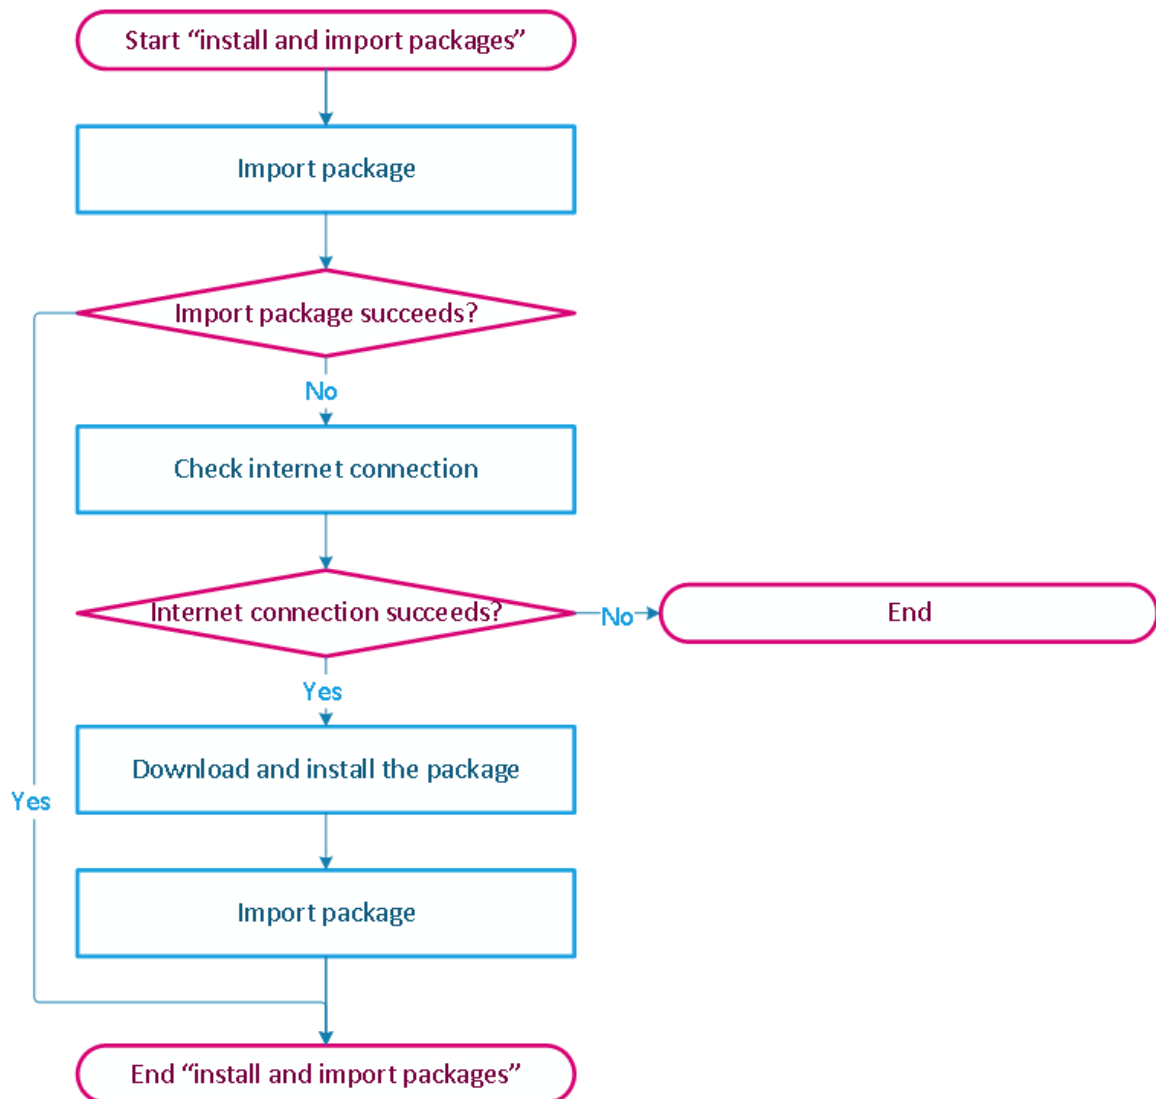 Start “install and import packages”
Import package
Import package succeeds?
No
Check internet connection
Internet connection succeeds?
No
End
Yes
Download and install the package
Yes
Import package
End “install and import packages”